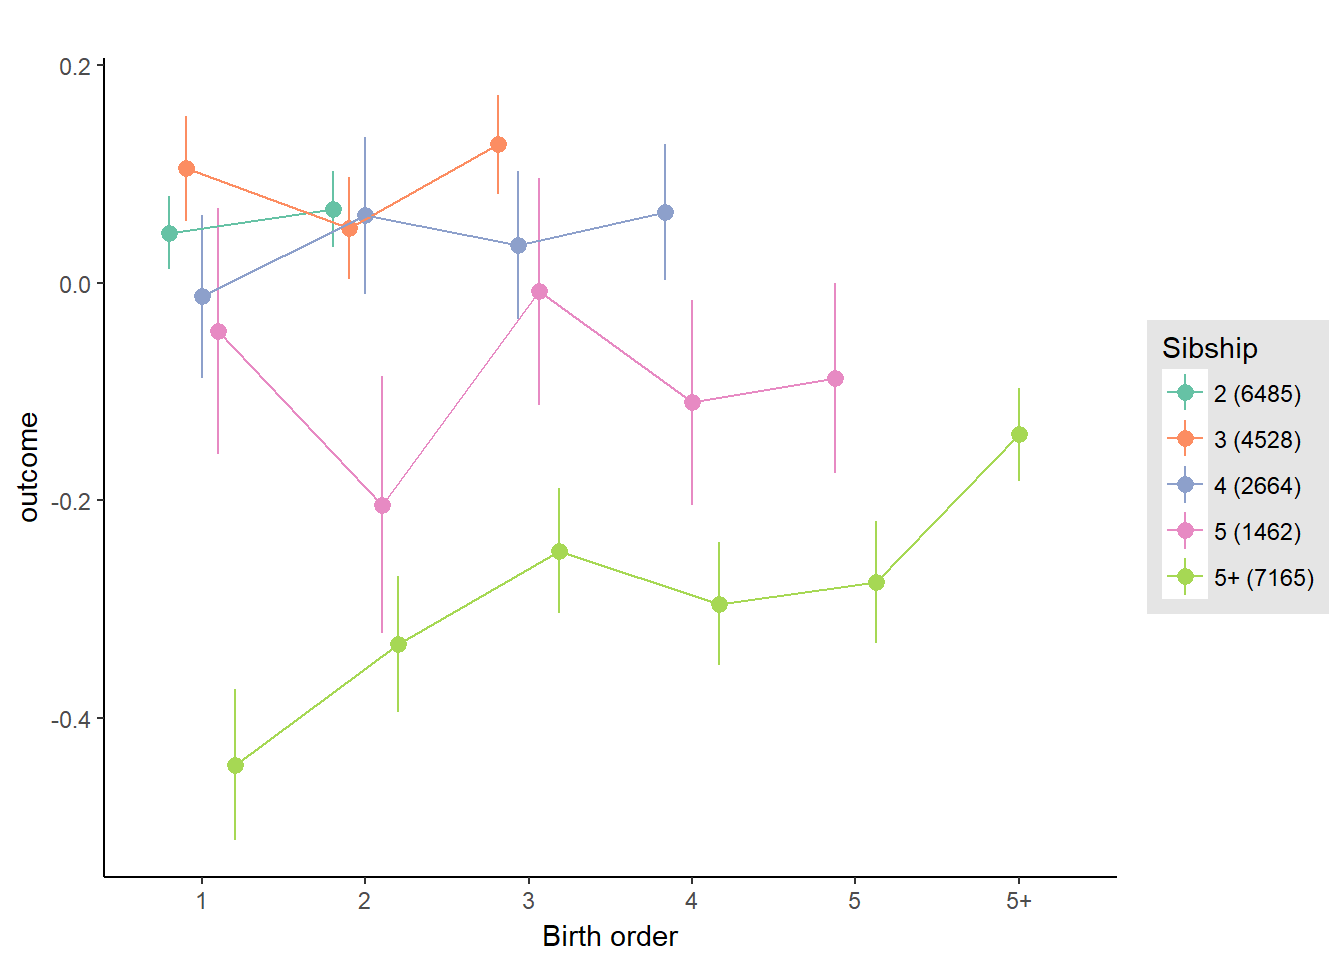 0.2
0.0
-0.2
-0.4
outcome
1 2 3 4 5 5+
Birth order
Sibship
2 (6485)
3 (4528)
4 (2664)
5 (1462)
5+ (7165)